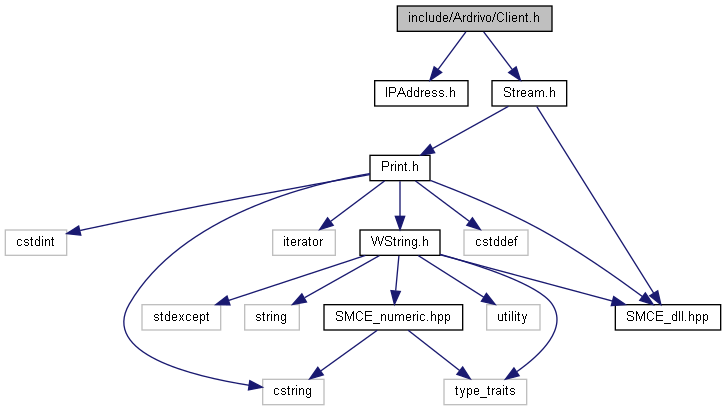 include/Ardrivo/Client.h
IPAddress.h
Stream.h
Print.h
cstdint
iterator
WString.h
cstddef
stdexcept
string
SMCE_numeric.hpp
utility
SMCE_dll.hpp
cstring
type_traits